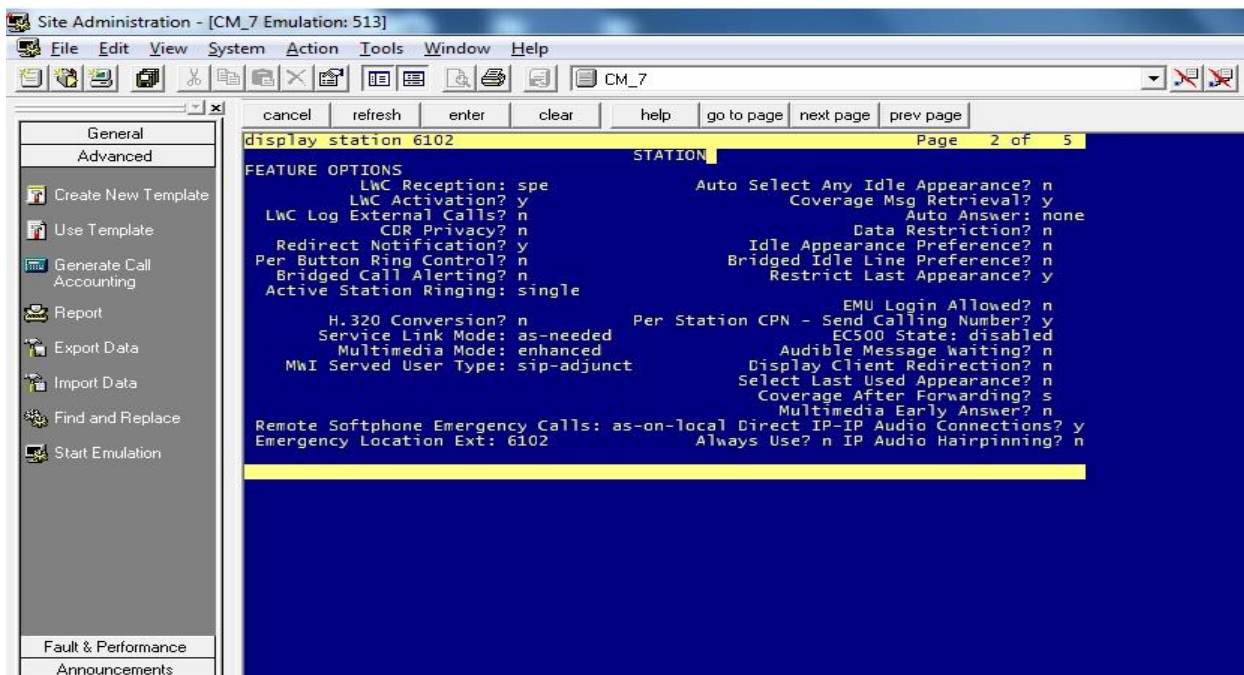 Site Administration - [CM_7 Emulation: 513]
File Edit View System Action Tools Window Help
CM_7
General
Advanced
Create New Template
Use Template
Generate Call
Accounting
Report
Export Data
Import Data
Find and Replace
Start Emulation
Fault & Performance
Announcements
cancel refresh enter clear help go to page next page prev page
display station 6102 Page 2 of 5
STATION
FEATURE OPTIONS
LWC Reception: spe Auto Select Any Idle Appearance? n
LWC Activation? y Coverage Msg Retrieval? y
LWC Log External Calls? n Auto Answer: none
CDR Privacy? n Data Restriction? n
Redirect Notification? y Idle Appearance Preference? n
Per Button Ring Control? n Bridged Idle Line Preference? n
Bridged Call Alerting? n Restrict Last Appearance? y
Active Station Ringing: single
EMU Login Allowed? n
H.320 Conversion? n Per Station CPN - Send Calling Number? y
Service Link Mode: as-needed EC500 State: disabled
Multimedia Mode: enhanced Audible Message Waiting? n
MWI Served User Type: sip-adjunct Display Client Redirection? n
Select Last Used Appearance? n
Coverage After Forwarding? s
Multimedia Early Answer? n
Remote Softphone Emergency Calls: as-on-local Direct IP-IP Audio Connections? y
Emergency Location Ext: 6102 Always Use? n IP Audio Hairpinning? n